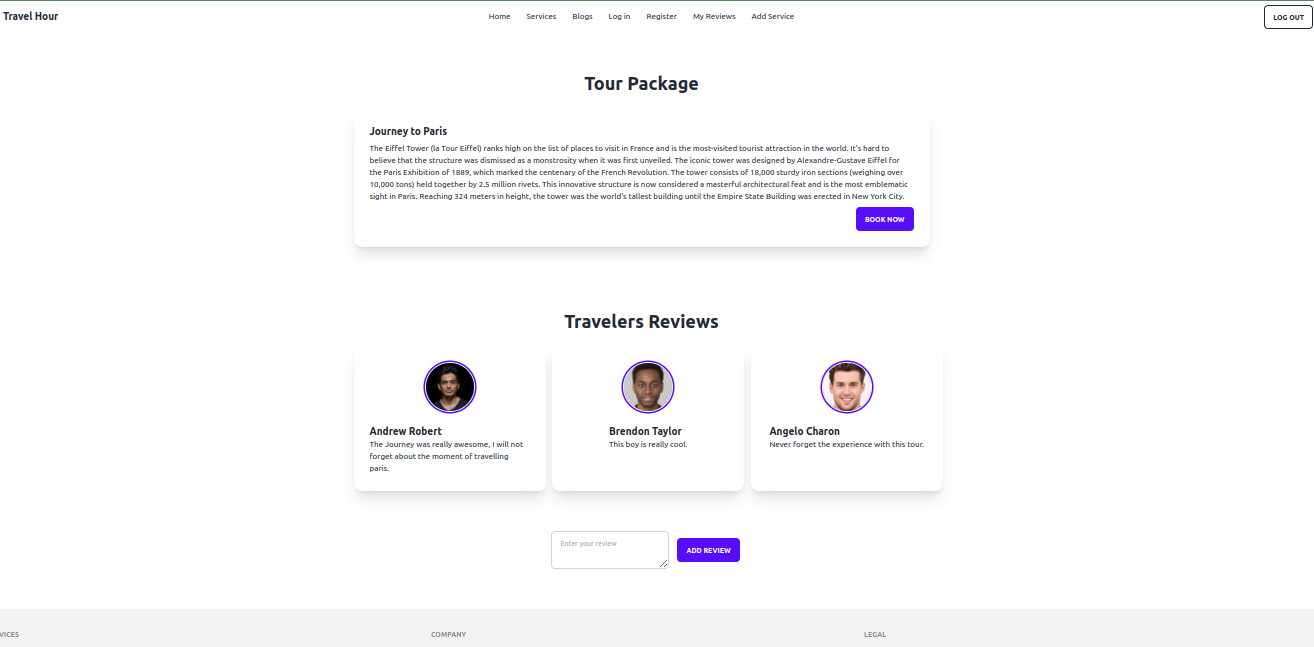 Travel Hour
Home Services Blogs Log in Register My Reviews Add Service
LOG OUT
Tour Package
Journey to Paris
The Eiffel Tower (la Tour Eiffel) ranks high on the list of places to visit in France and is the most-visited tourist attraction in the world. It's hard to
believe that the structure was dismissed as a monstrosity when it was first unveiled. The iconic tower was designed by Alexandre-Gustave Eiffel for
the Paris Exhibition of 1889, which marked the centenary of the French Revolution. The tower consists of 18,000 sturdy iron sections (weighing over
10,000 tons) held together by 2.5 million rivets. This innovative structure is now considered a masterful architectural feat and is the most emblematic
sight in Paris. Reaching 324 meters in height, the tower was the world's tallest building until the Empire State Building was erected in New York City.
BOOK NOW
Travelers Reviews
Andrew Robert
The Journey was really awesome, I will not
forget about the moment of travelling
paris.
Brendon Taylor
This boy is really cool.
Angelo Charon
Never forget the experience with this tour.
Enter your review
ADD REVIEW
VICES
COMPANY
LEGAL